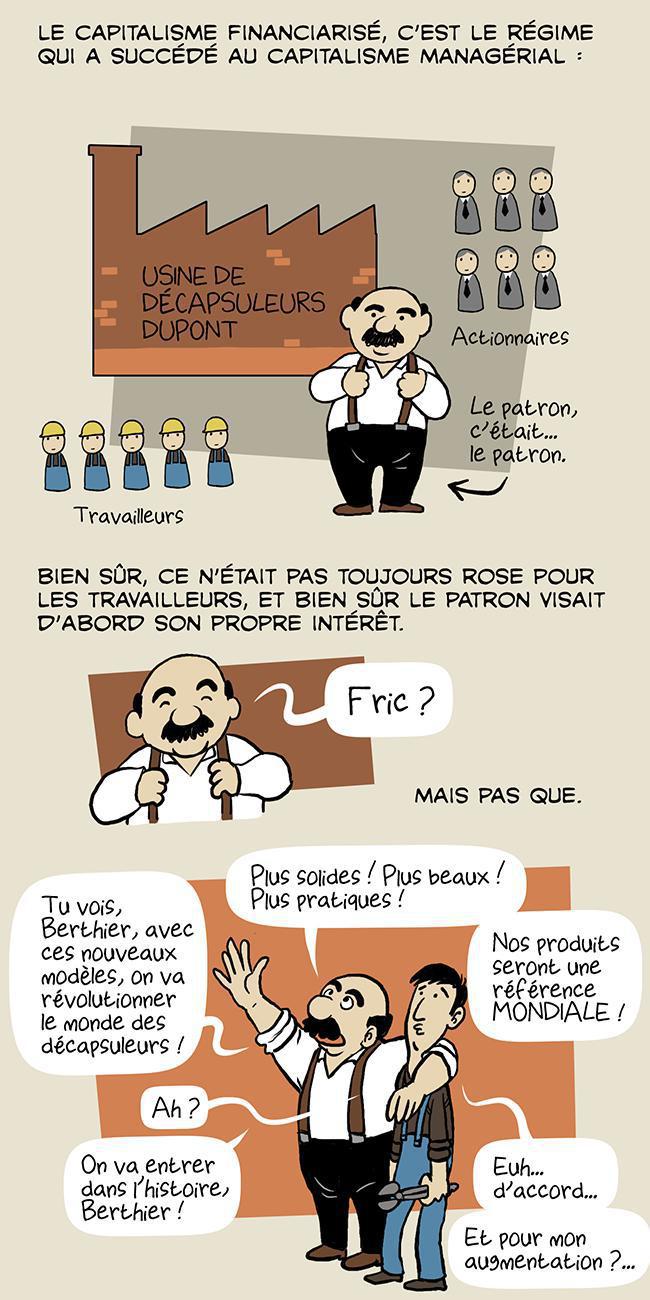 LE CAPITALISME FINANCIARISÉ, C'EST LE RÉGIME
QUI A SUCCÉDÉ AU CAPITALISME MANAGÉRIAL :
USINE DE
DÉCAPSULEURS
DUPONT
Actionnaires
Le patron,
c'était...
le patron.
Travailleurs
BIEN SÛR, CE N'ÉTAIT PAS TOUJOURS ROSE POUR
LES TRAVAILLEURS, ET BIEN SÛR LE PATRON VISAIT
D'ABORD SON PROPRE INTÉRÊT.
Fric ?
MAIS PAS QUE.
Tu vois,
Berthier, avec
ces nouveaux
modèles, on va
révolutionner
le monde des
décapsuleurs !
Plus solides ! Plus beaux !
Plus pratiques !
Nos produits
seront une
référence
MONDIALE !
Ah ?
On va entrer
dans l'histoire,
Berthier !
Euh...
d'accord...
Et pour mon
augmentation ?...